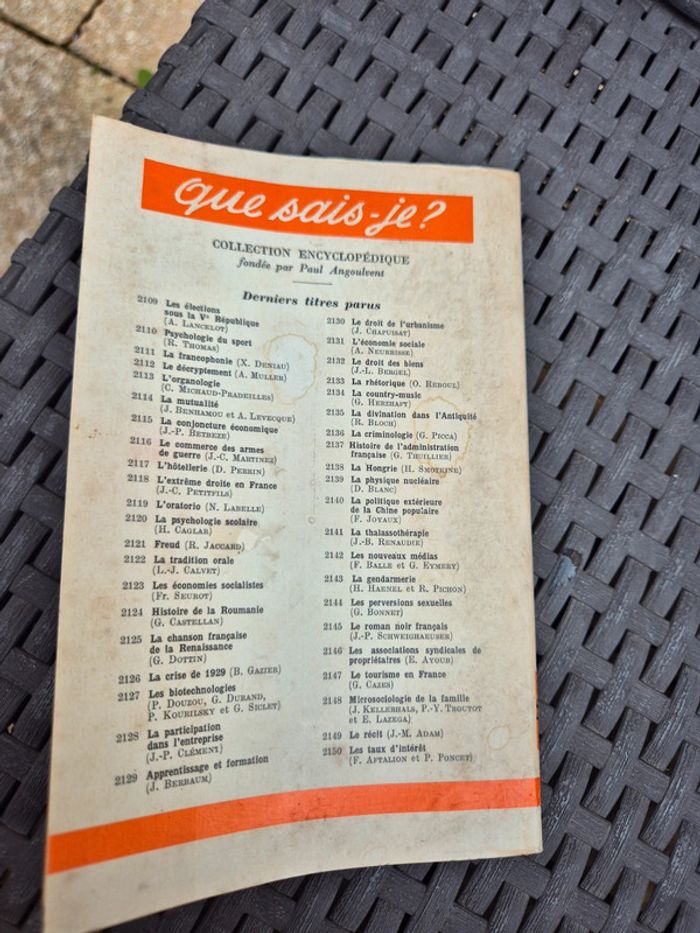 que sais-je?
COLLECTION ENCYCLOPÉDIQUE
fondée par Paul Angoulvent
Derniers titres parus
2109 Les élections
sous la Ve République
(A. LANCELOT)
2110 Psychologie du sport
(R. THOMAS)
2111 La francophonie (X. DENIAU)
2112 Le décryptement (A. MULLER)
2113 L'organologie
(C. MICHAUD-PRADEILLES)
2114 La mutualité
(J. BENHAMOU et A. LEVECQUE)
2115 La conjoncture économique
(J.-P. BETBEZE)
2116 Le commerce des armes
de guerre (J.-C. MARTINEZ)
2117 L'hôtellerie (D. PERRIN)
2118 L'extrême droite en France
(J.-C. PETITFILS)
2119 L'oratorio (N. LABELLE)
2120 La psychologie scolaire
(H. CAGLAR)
2121 Freud (R. JACCARD)
2122 La tradition orale
(L.-J. CALVET)
2123 Les économies socialistes
(Fr. SEUROT)
2124 Histoire de la Roumanie
(G. CASTELLAN)
2125 La chanson française
de la Renaissance
(G. DOTTIN)
2126 La crise de 1929 (B. GAZIER)
2127 Les biotechnologies
(P. DOUZOU, G. DURAND,
P. KOURILSKY et G. SICLET)
2128 La participation
dans l'entreprise
(J.-P. CLÉMENT)
2129 Apprentissage et formation
(J. BERBAUM)
2130 Le droit de l'urbanisme
(J. CHAPUISAT)
2131 L'économie sociale
(A. NEURRISSE)
2132 Le droit des biens
(J.-L. BERGEL)
2133 La rhétorique (O. REBOUL)
2134 La country-music
(G. HERZHAFT)
2135 La divination dans l'Antiquité
(R. BLOCH)
2136 La criminologie (G. PICCA)
2137 Histoire de l'administration
française (G. THUILLIER)
2138 La Hongrie (H. SMOTKINE)
2139 La physique nucléaire
(D. BLANC)
2140 La politique extérieure
de la Chine populaire
(F. JOYAUX)
2141 La thalassothérapie
(J.-B. RENAUDIE)
2142 Les nouveaux médias
(F. BALLE et G. EYMERY)
2143 La gendarmerie
(H. HAENEL et R. PICHON)
2144 Les perversions sexuelles
(G. BONNET)
2145 Le roman noir français
(J.-P. SCHWEIGHAEUSER)
2146 Les associations syndicales de
propriétaires (E. AYOUB)
2147 Le tourisme en France
(G. CAZES)
2148 Microsociologie de la famille
(J. KELLERHALS, P.-Y. TROUTOT
et E. LAZEGA)
2149 Le récit (J.-M. ADAM)
2150 Les taux d'intérêt
(F. AFTALION et P. PONCET)